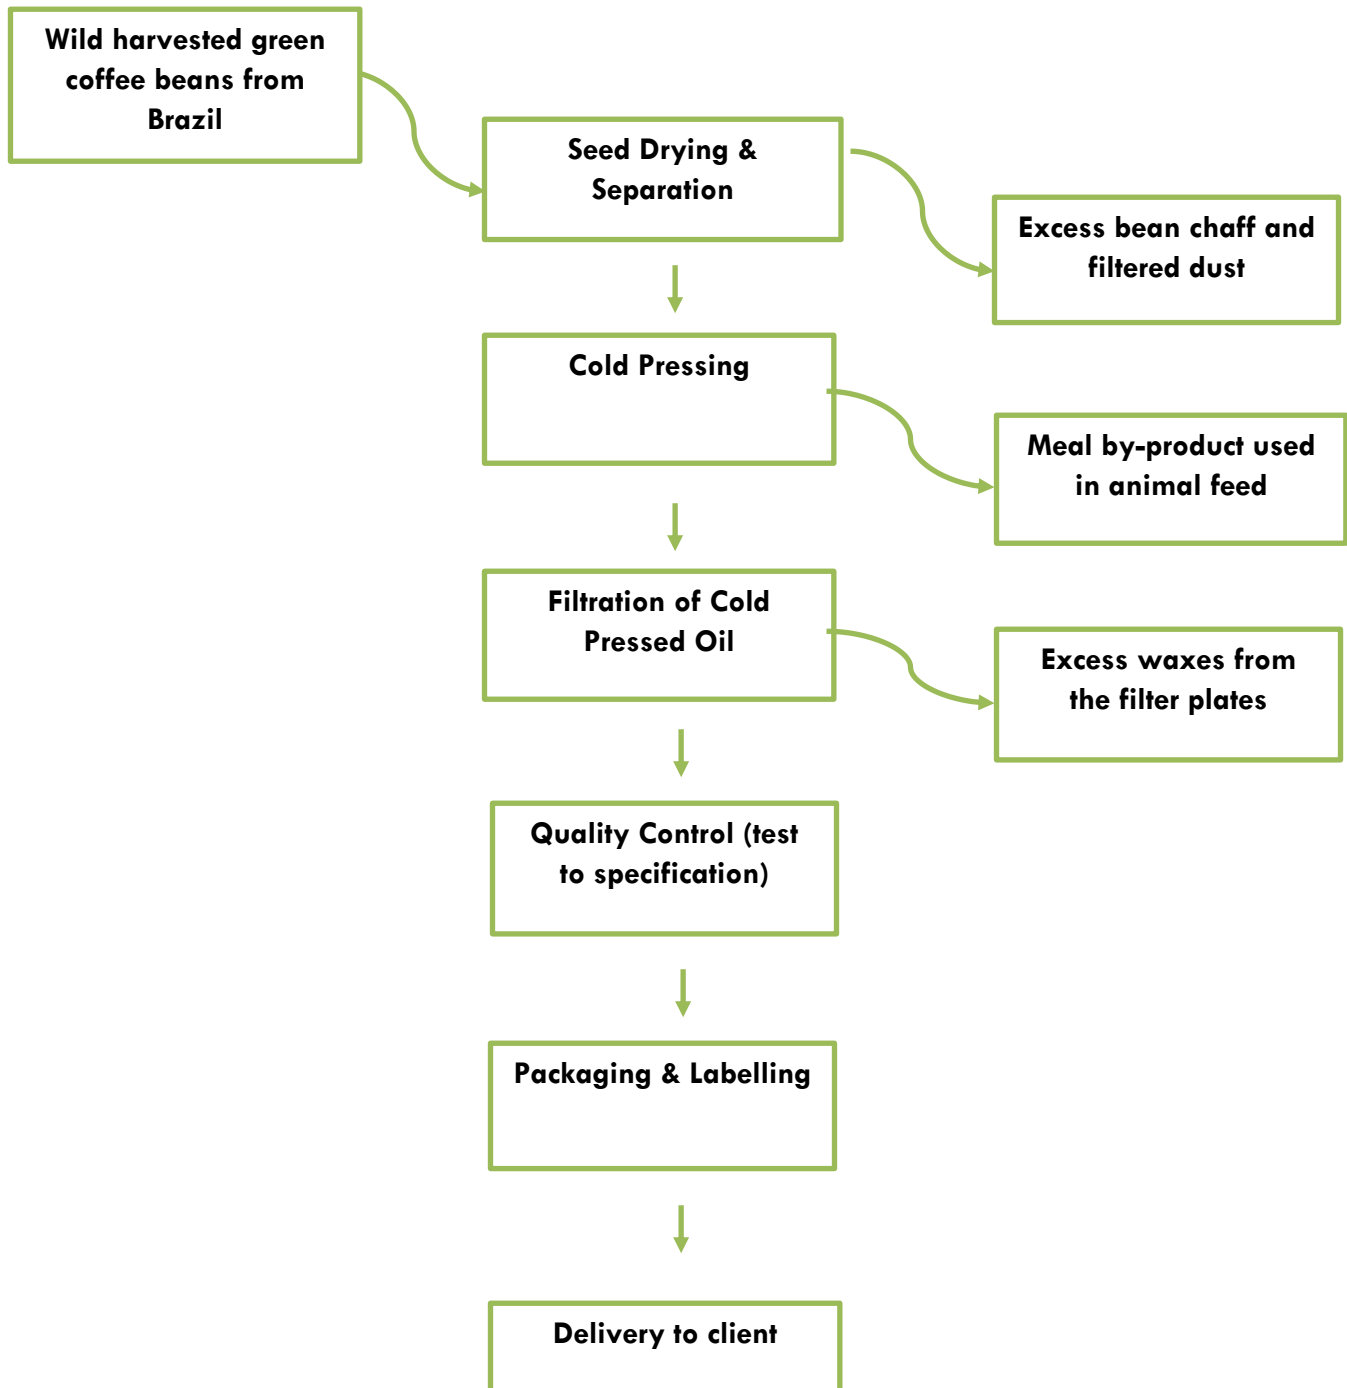 Wild harvested green
coffee beans from
Brazil
Seed Drying &
Separation
Excess bean chaff and
filtered dust
Cold Pressing
Meal by-product used
in animal feed
Filtration of Cold
Pressed Oil
Excess waxes from
the filter plates
Quality Control (test
to specification)
Packaging & Labelling
Delivery to client